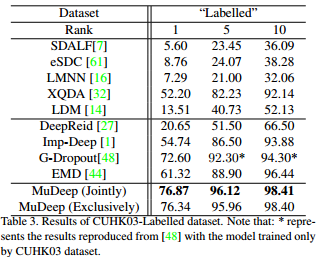 Dataset "Labelled"
Rank 1 5 10
SDALF[7] 5.60 23.45 36.09
eSDC [61] 8.76 24.07 38.28
LMNN [16] 7.29 21.00 32.06
XQDA [32] 52.20 82.23 92.14
LDM [14] 13.51 40.73 52.13
DeepReid [27] 20.65 51.50 66.50
Imp-Deep [1] 54.74 86.50 93.88
G-Dropout[48] 72.60 92.30* 94.30*
EMD [44] 61.32 88.90 96.44
MuDeep (Jointly) 76.87 96.12 98.41
MuDeep (Exclusively) 76.34 95.96 98.40
Table 3. Results of CUHK03-Labelled dataset. Note that: * repre-
sents the results reproduced from [48] with the model trained only
by CUHK03 dataset.